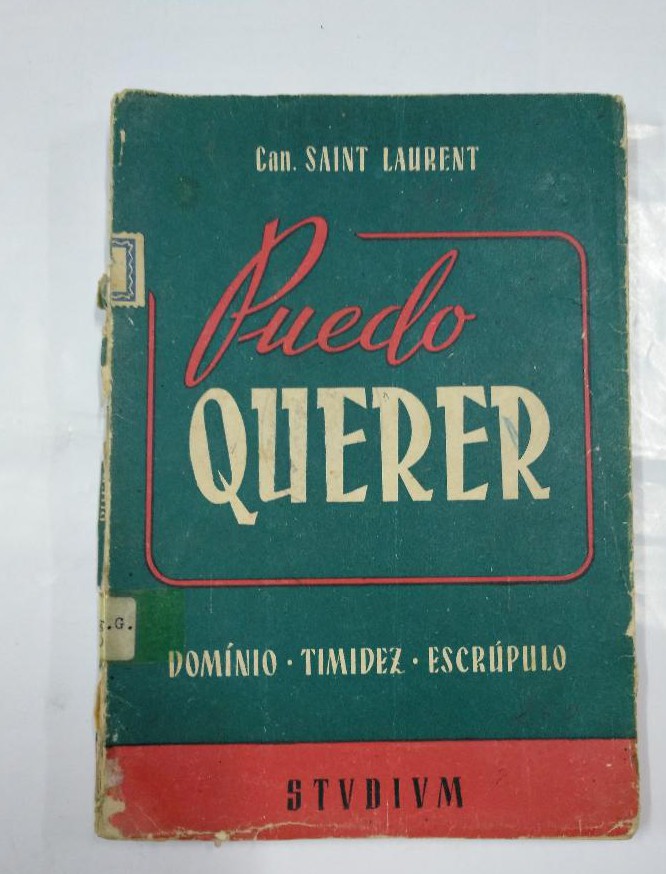 Can. SAINT LAURENT
Puedo
QUERER
DOMÍNIO · TIMIDEZ · ESCRÚPULO
STVDIVM